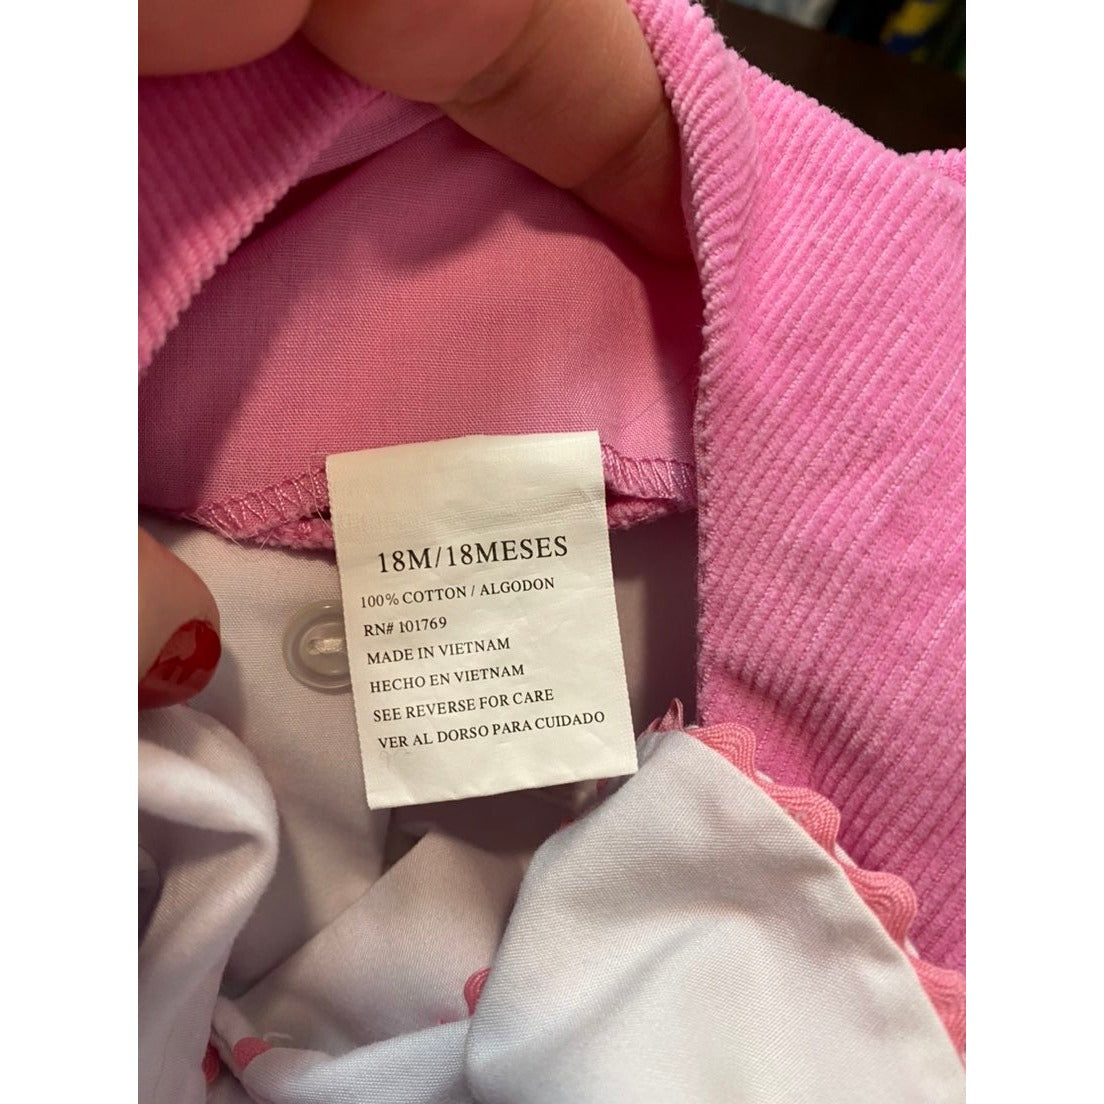 18M/18MESES
100% COTTON / ALGODON
RN# 101769
MADE IN VIETNAM
HECHO EN VIETNAM
SEE REVERSE FOR CARE
VER AL DORSO PARA CUIDADO